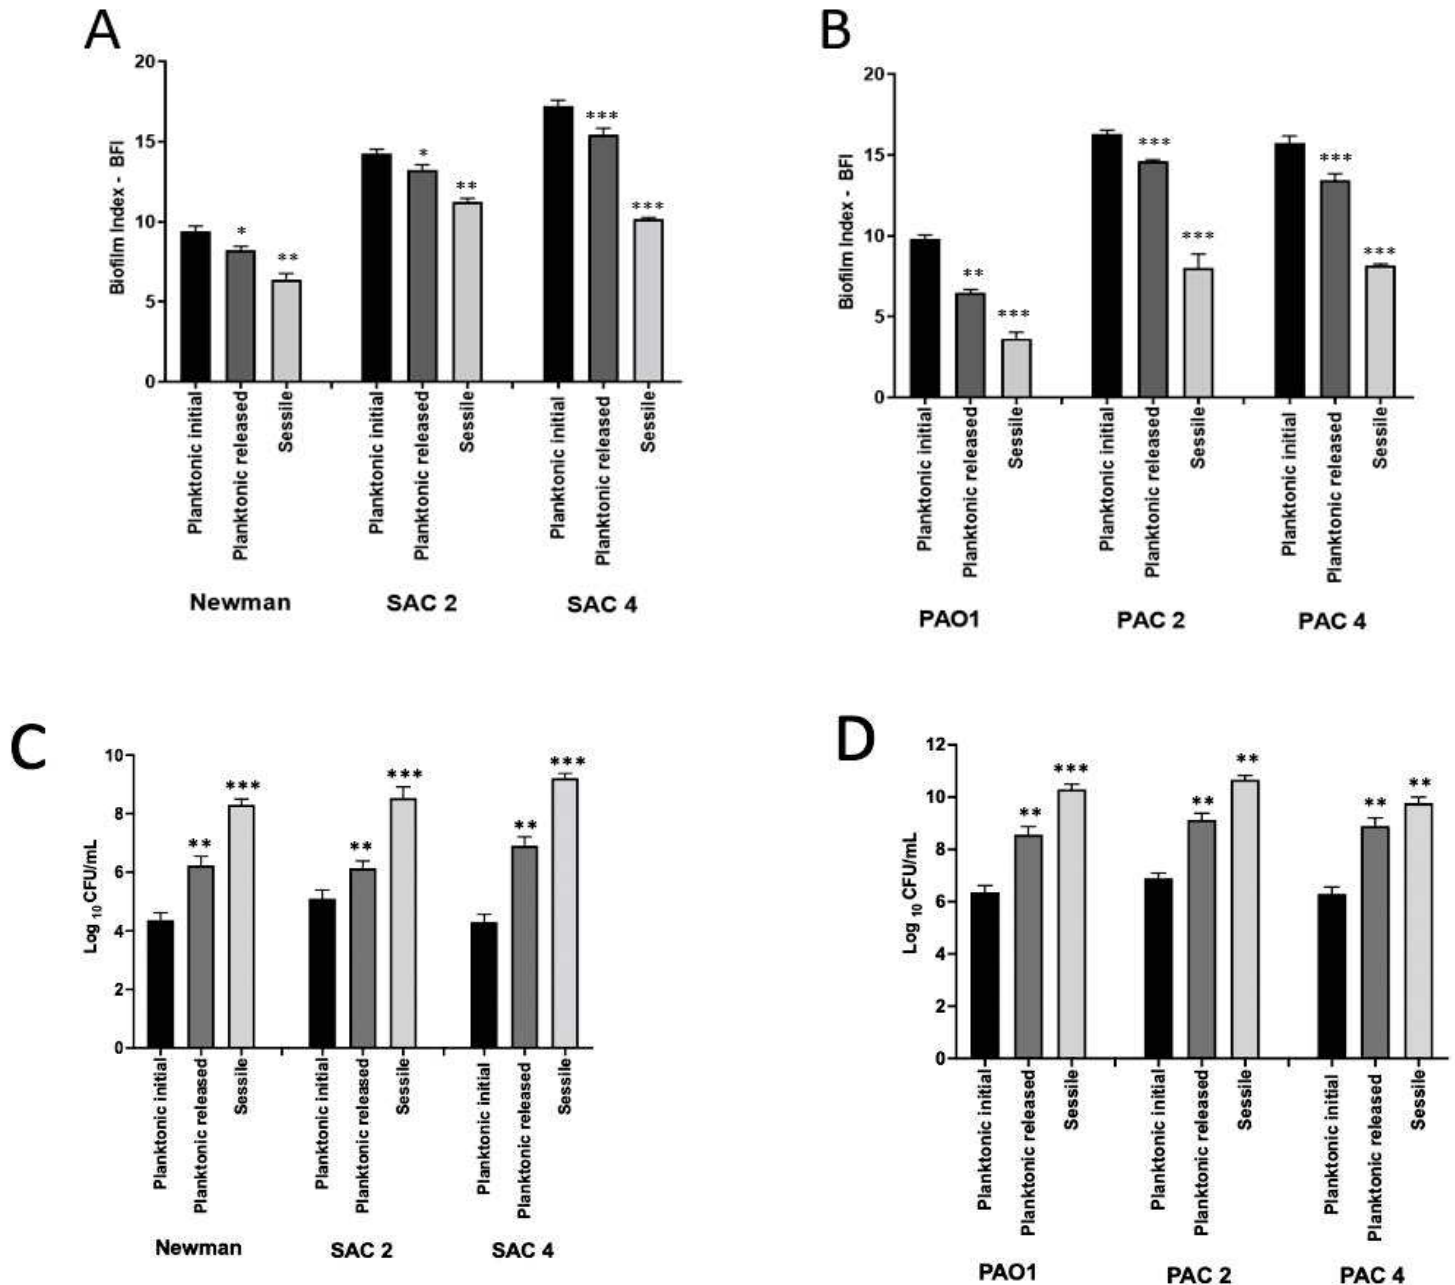 A
Biofilm Index - BFI
20
15
10
5
0
*
**
*
**
***
***
Planktonic initial
Planktonic released
Sessile
Planktonic initial
Planktonic released
Sessile
Planktonic initial
Planktonic released
Sessile
Newman
SAC 2
SAC 4
B
Biofilm Index - BFI
20
15
10
5
0
**
***
***
***
***
***
Planktonic initial
Planktonic released
Sessile
Planktonic initial
Planktonic released
Sessile
Planktonic initial
Planktonic released
Sessile
PAO1
PAC 2
PAC 4
C
Log 10 CFU/mL
10
8
6
4
2
0
**
***
**
***
**
***
Planktonic initial
Planktonic released
Sessile
Planktonic initial
Planktonic released
Sessile
Planktonic initial
Planktonic released
Sessile
Newman
SAC 2
SAC 4
D
Log 10 CFU/mL
12
10
8
6
4
2
0
**
***
**
**
**
**
Planktonic initial
Planktonic released
Sessile
Planktonic initial
Planktonic released
Sessile
Planktonic initial
Planktonic released
Sessile
PAO1
PAC 2
PAC 4